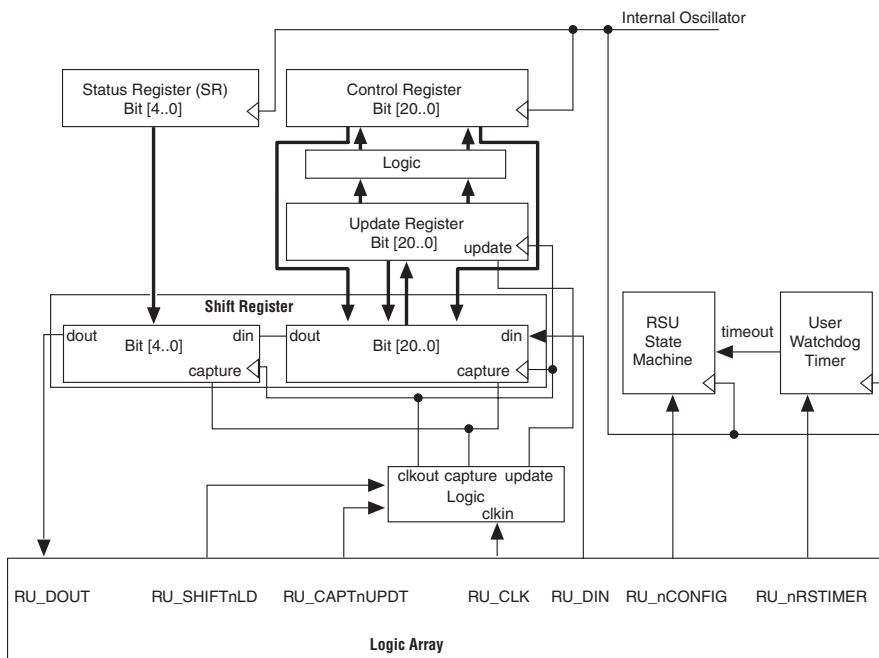 Internal Oscillator
Status Register (SR)
Bit [4..0]
Control Register
Bit [20..0]
Logic
Update Register
Bit [20..0]
update
Shift Register
dout
Bit [4..0]
din
capture
dout
Bit [20..0]
din
capture
RSU
State
Machine
timeout
User
Watchdog
Timer
clkout capture update
Logic
clkin
RU_DOUT
RU_SHIFTnLD
RU_CAPTnUPDT
RU_CLK
RU_DIN
RU_nCONFIG
RU_nRSTIMER
Logic Array